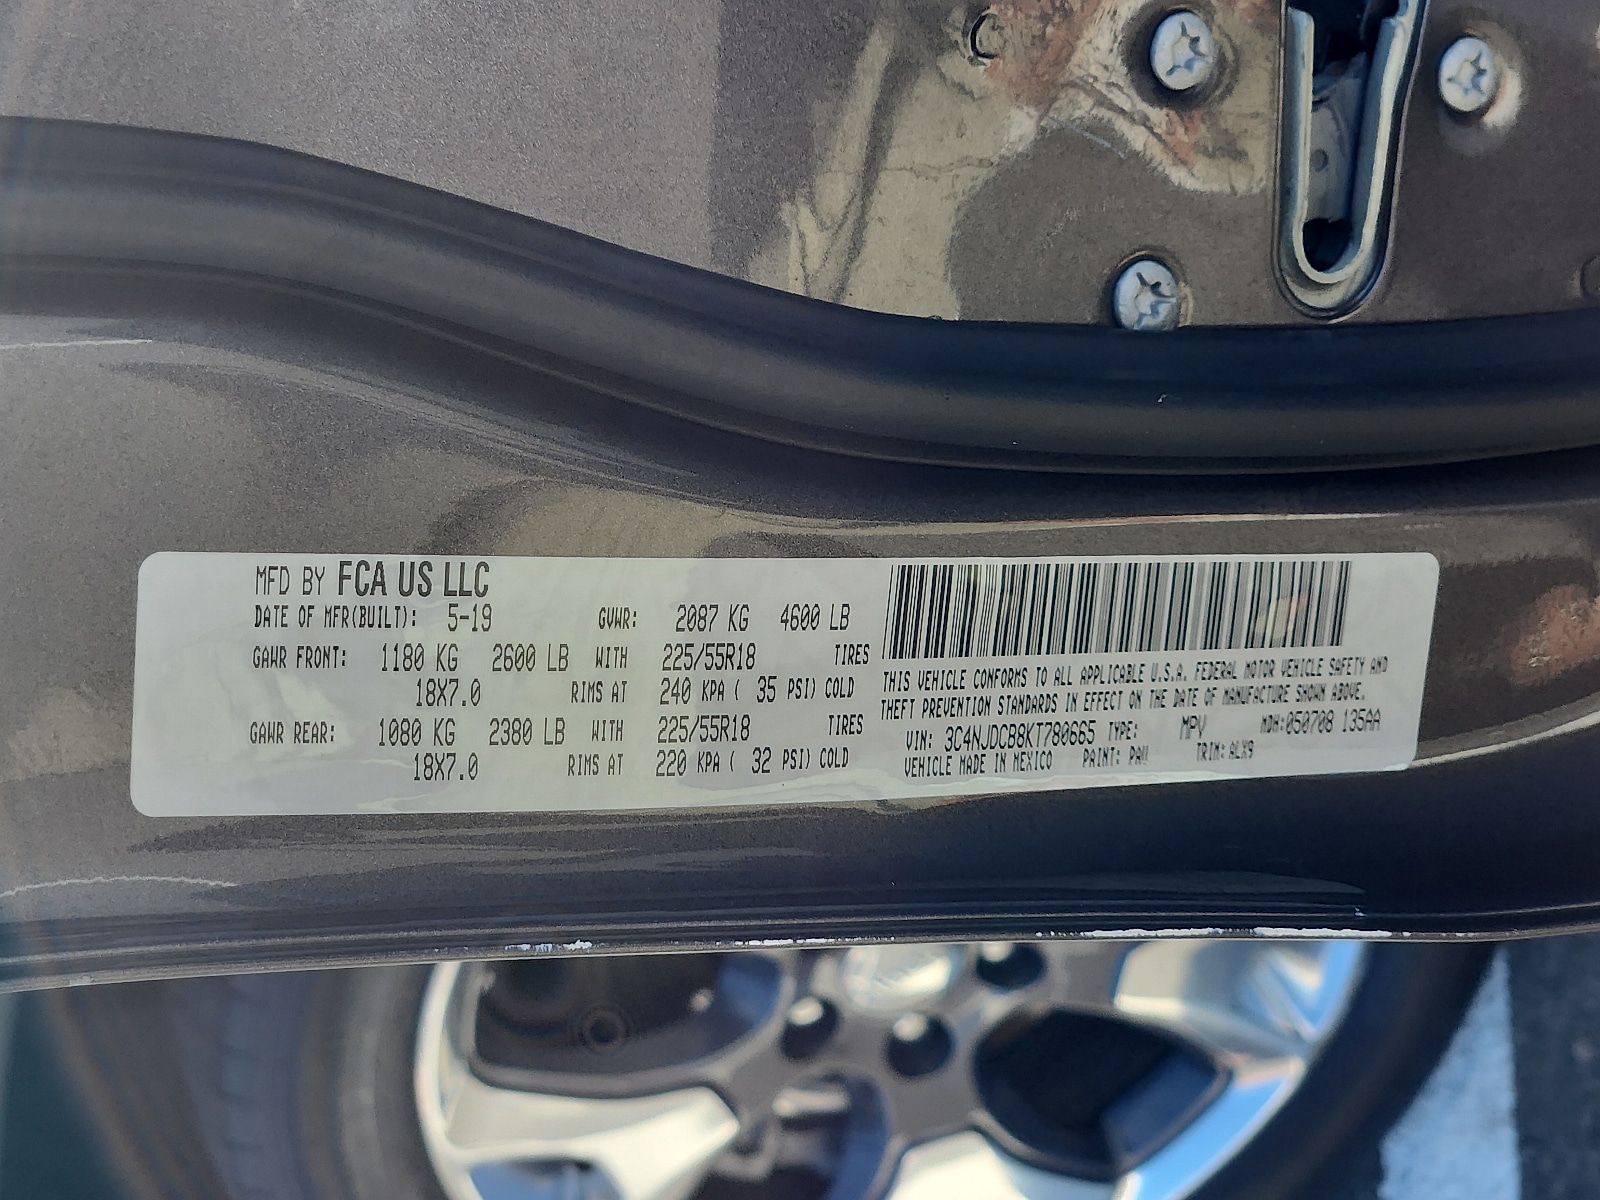 MFD BY FCA US LLC
DATE OF MFR(BUILT): 5-19 GVWR: 2087 KG 4600 LB
GAWR FRONT: 1180 KG 2600 LB WITH 225/55R18 TIRES
18X7.0 RIMS AT 240 KPA ( 35 PSI) COLD
GAWR REAR: 1080 KG 2380 LB WITH 225/55R18 TIRES
18X7.0 RIMS AT 220 KPA ( 32 PSI) COLD
THIS VEHICLE CONFORMS TO ALL APPLICABLE U.S.A. FEDERAL MOTOR VEHICLE SAFETY AND
THEFT PREVENTION STANDARDS IN EFFECT ON THE DATE OF MANUFACTURE SHOWN ABOVE.
VIN: 3C4NJDCB8KT780665 TYPE: MPV MDH:050708 135AA
VEHICLE MADE IN MEXICO PAINT: PAU TRIM: ALX9